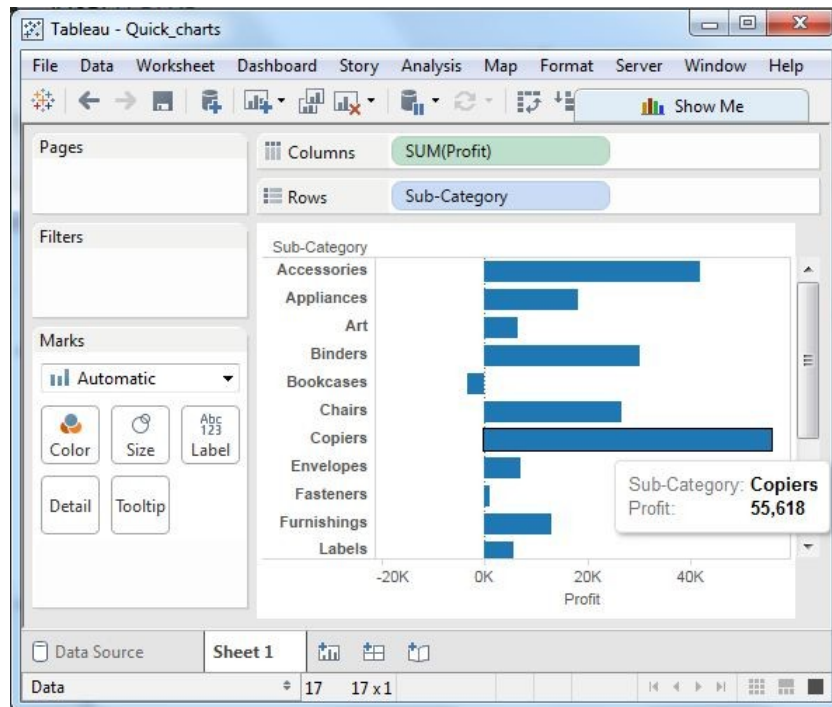 Tableau - Quick_charts
File Data Worksheet Dashboard Story Analysis Map Format Server Window Help
Show Me
Pages
Columns SUM(Profit)
Rows Sub-Category
Filters
Sub-Category
Accessories
Appliances
Art
Marks
Binders
Automatic
Bookcases
Chairs
Abc
123
Color Size Label
Copiers
Envelopes
Sub-Category: Copiers
Profit: 55,618
Fasteners
Detail Tooltip
Furnishings
Labels
-20K 0K 20K 40K
Profit
Data Source Sheet 1
Data 17 17 x 1